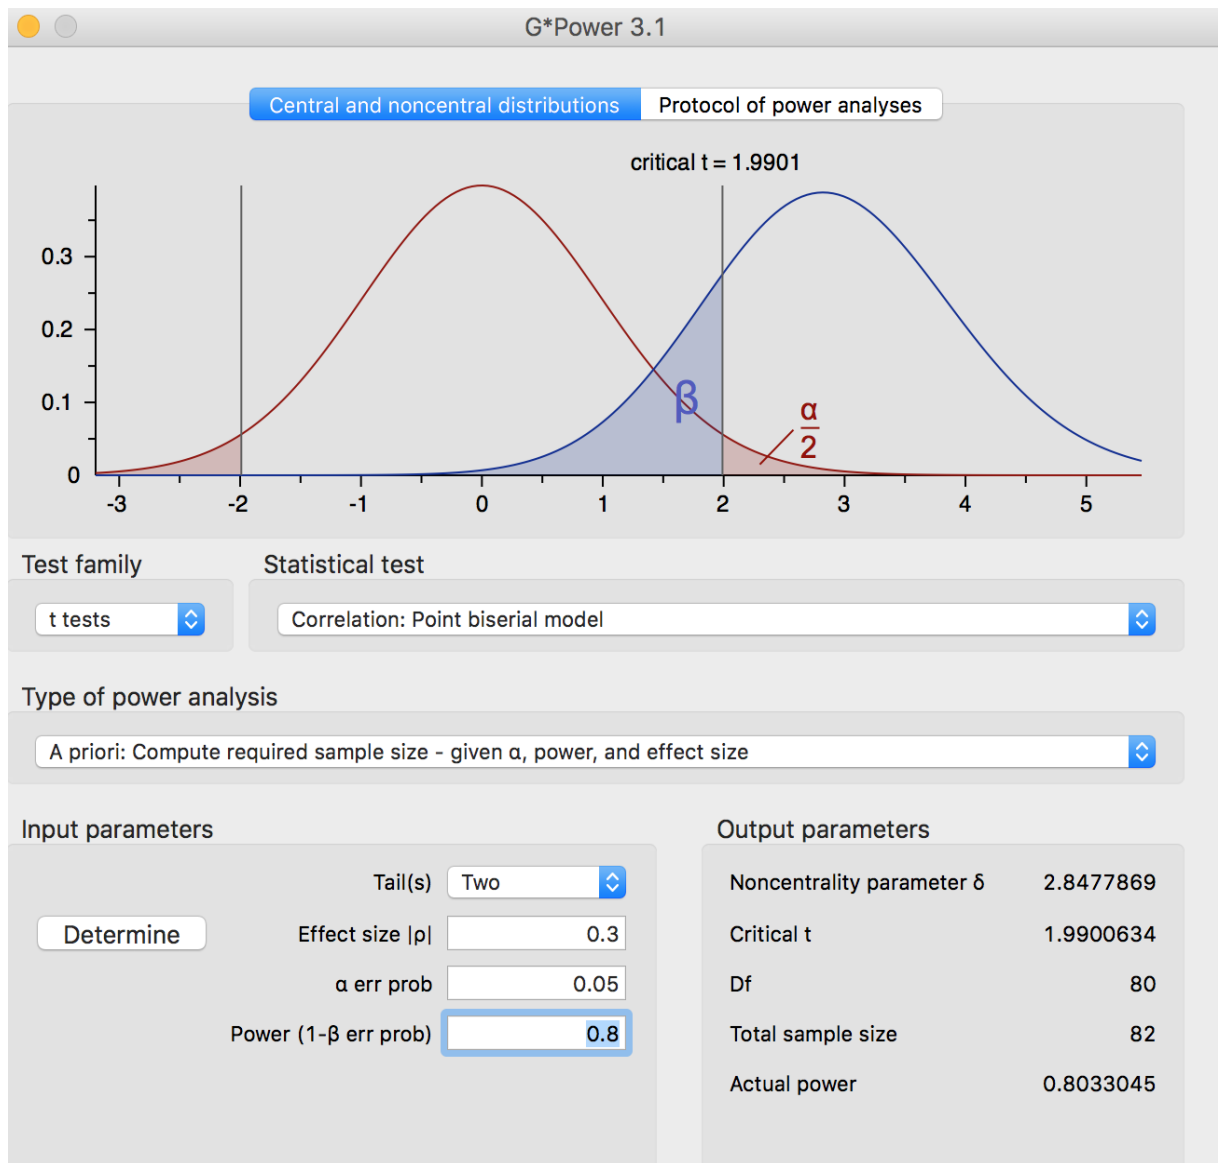 G*Power 3.1
Central and noncentral distributions Protocol of power analyses
critical t = 1.9901
0.3
0.2
0.1
0
β
α
2
-3 -2 -1 0 1 2 3 4 5
Test family Statistical test
t tests Correlation: Point biserial model
Type of power analysis
A priori: Compute required sample size - given α, power, and effect size
Input parameters Output parameters
Tail(s) Two Noncentrality parameter δ 2.8477869
Determine Effect size |ρ| 0.3 Critical t 1.9900634
α err prob 0.05 Df 80
Power (1-β err prob) 0.8 Total sample size 82
Actual power 0.8033045